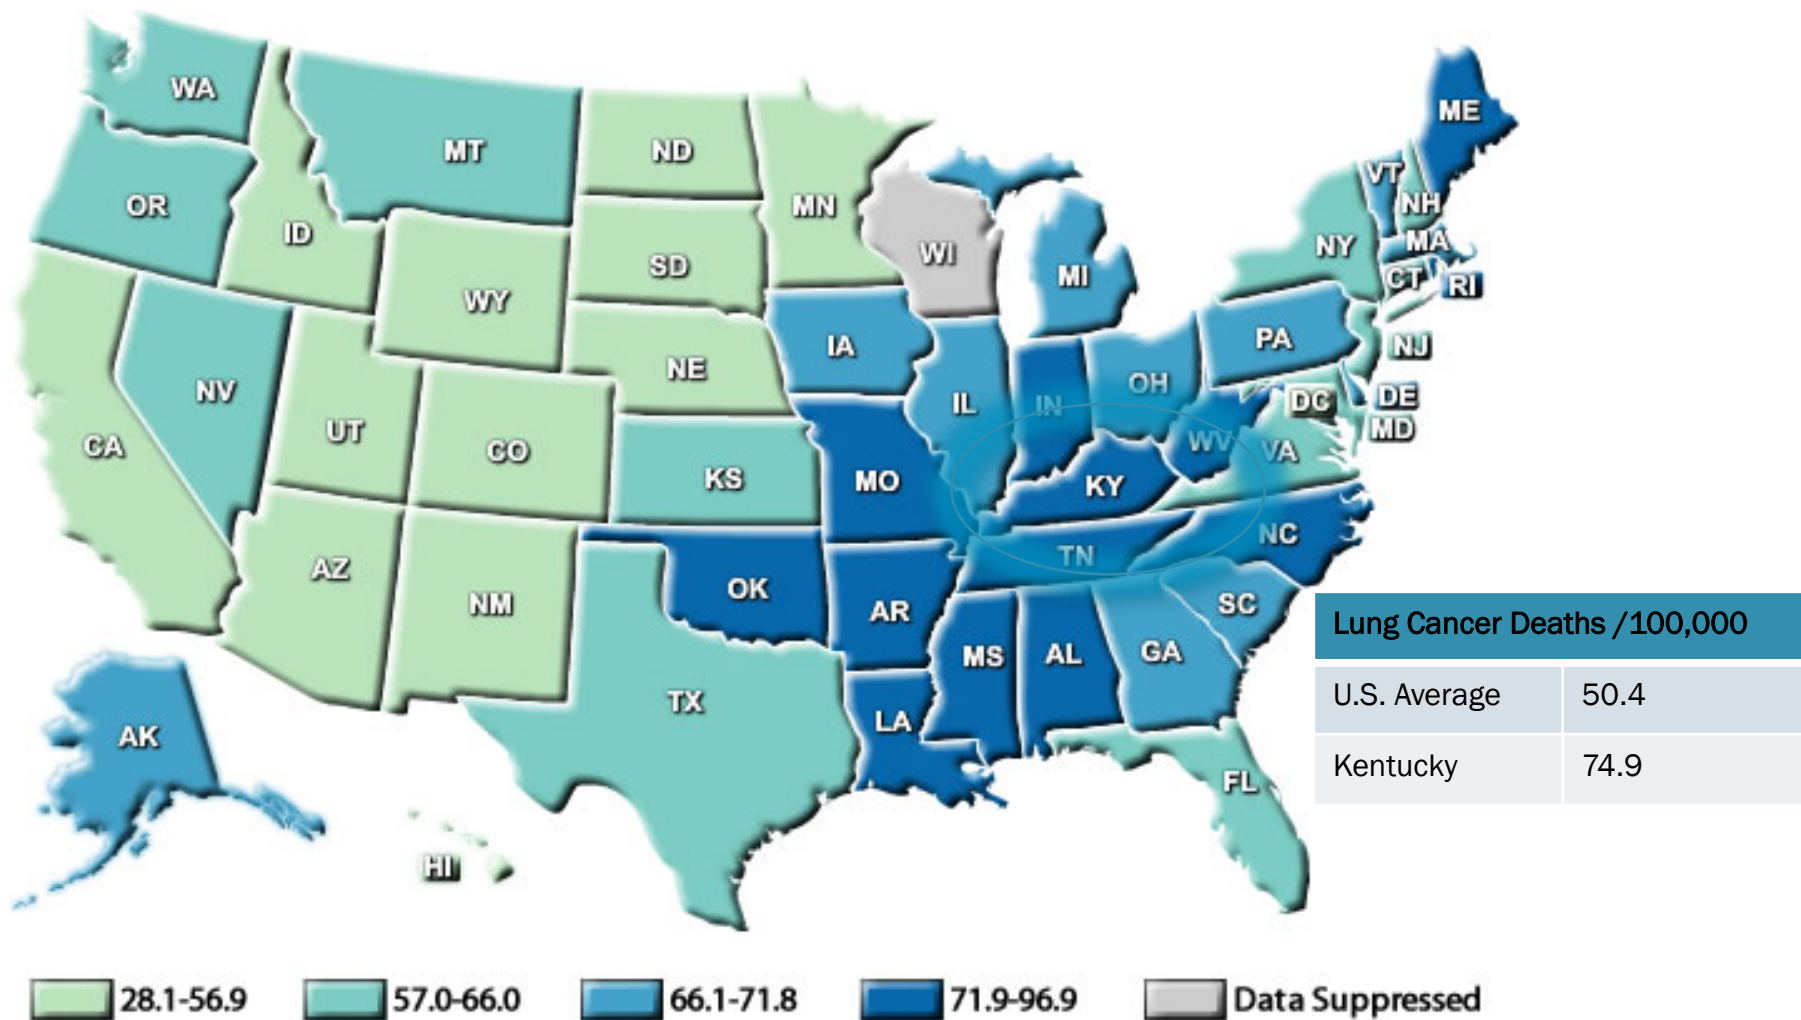 WA
MT
ND
MN
ME
OR
ID
SD
WI
VT
NH
NY
MA
WY
MI
CT
RI
NV
NE
IA
PA
NJ
UT
CO
IL
IN
OH
DC
DE
MD
CA
KS
MO
KY
WV
VA
AZ
NM
OK
AR
TN
NC
SC
TX
MS
AL
GA
LA
AK
HI
FL
Lung Cancer Deaths /100,000
U.S. Average 50.4
Kentucky 74.9
28.1-56.9 57.0-66.0 66.1-71.8 71.9-96.9 Data Suppressed